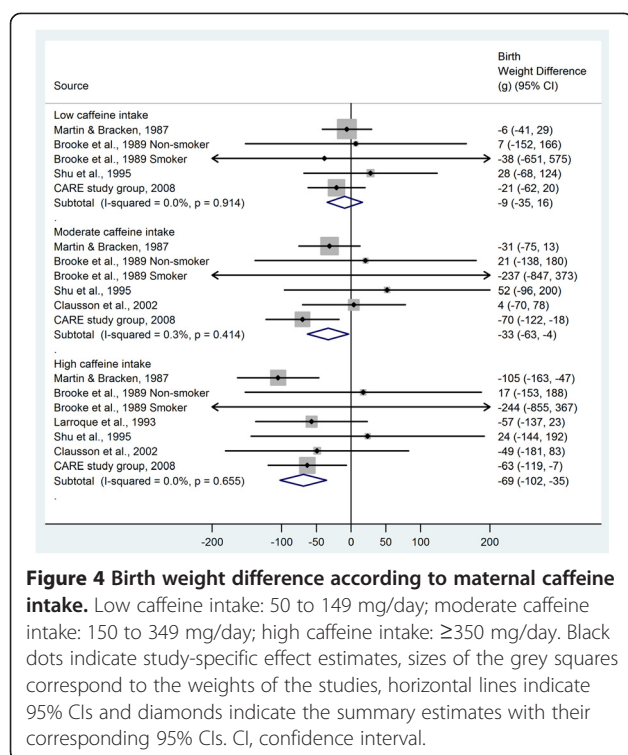 Birth
Weight Difference
Source (g) (95% CI)
Low caffeine intake
Martin & Bracken, 1987 -6 (-41, 29)
Brooke et al., 1989 Non-smoker 7 (-152, 166)
Brooke et al., 1989 Smoker -38 (-651, 575)
Shu et al., 1995 28 (-68, 124)
CARE study group, 2008 -21 (-62, 20)
Subtotal (I-squared = 0.0%, p = 0.914) -9 (-35, 16)
.
Moderate caffeine intake
Martin & Bracken, 1987 -31 (-75, 13)
Brooke et al., 1989 Non-smoker 21 (-138, 180)
Brooke et al., 1989 Smoker -237 (-847, 373)
Shu et al., 1995 52 (-96, 200)
Clausson et al., 2002 4 (-70, 78)
CARE study group, 2008 -70 (-122, -18)
Subtotal (I-squared = 0.3%, p = 0.414) -33 (-63, -4)
.
High caffeine intake
Martin & Bracken, 1987 -105 (-163, -47)
Brooke et al., 1989 Non-smoker 17 (-153, 188)
Brooke et al., 1989 Smoker -244 (-855, 367)
Larroque et al., 1993 -57 (-137, 23)
Shu et al., 1995 24 (-144, 192)
Clausson et al., 2002 -49 (-181, 83)
CARE study group, 2008 -63 (-119, -7)
Subtotal (I-squared = 0.0%, p = 0.655) -69 (-102, -35)
.
-200 -100 -50 0 50 100 200
Figure 4 Birth weight difference according to maternal caffeine
intake. Low caffeine intake: 50 to 149 mg/day; moderate caffeine
intake: 150 to 349 mg/day; high caffeine intake: ≥350 mg/day. Black
dots indicate study-specific effect estimates, sizes of the grey squares
correspond to the weights of the studies, horizontal lines indicate
95% CIs and diamonds indicate the summary estimates with their
corresponding 95% CIs. CI, confidence interval.